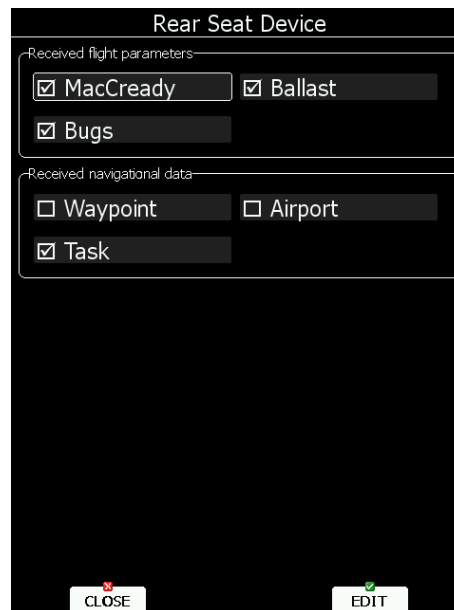 Rear Seat Device
Received flight parameters
MacCready Ballast
Bugs
Received navigational data
Waypoint Airport
Task
CLOSE EDIT